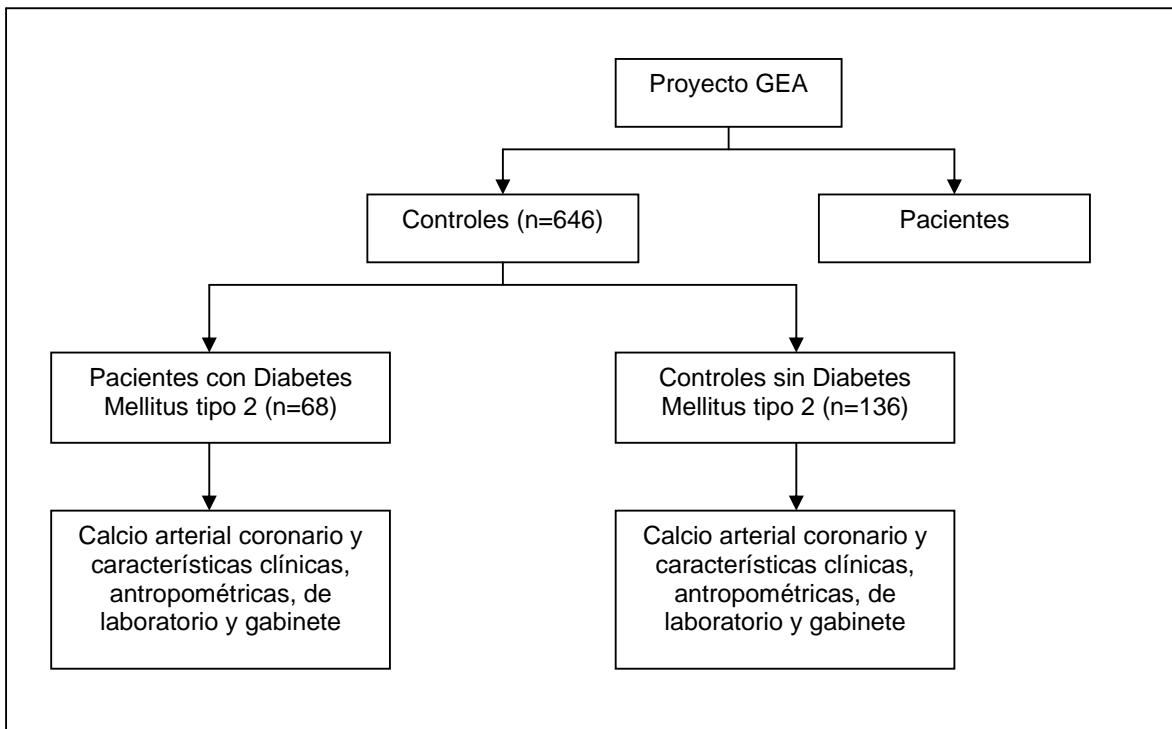 Proyecto GEA
Controles (n=646)
Pacientes
Pacientes con Diabetes
Mellitus tipo 2 (n=68)
Controles sin Diabetes
Mellitus tipo 2 (n=136)
Calcio arterial coronario y
características clínicas,
antropométricas, de
laboratorio y gabinete
Calcio arterial coronario y
características clínicas,
antropométricas, de
laboratorio y gabinete